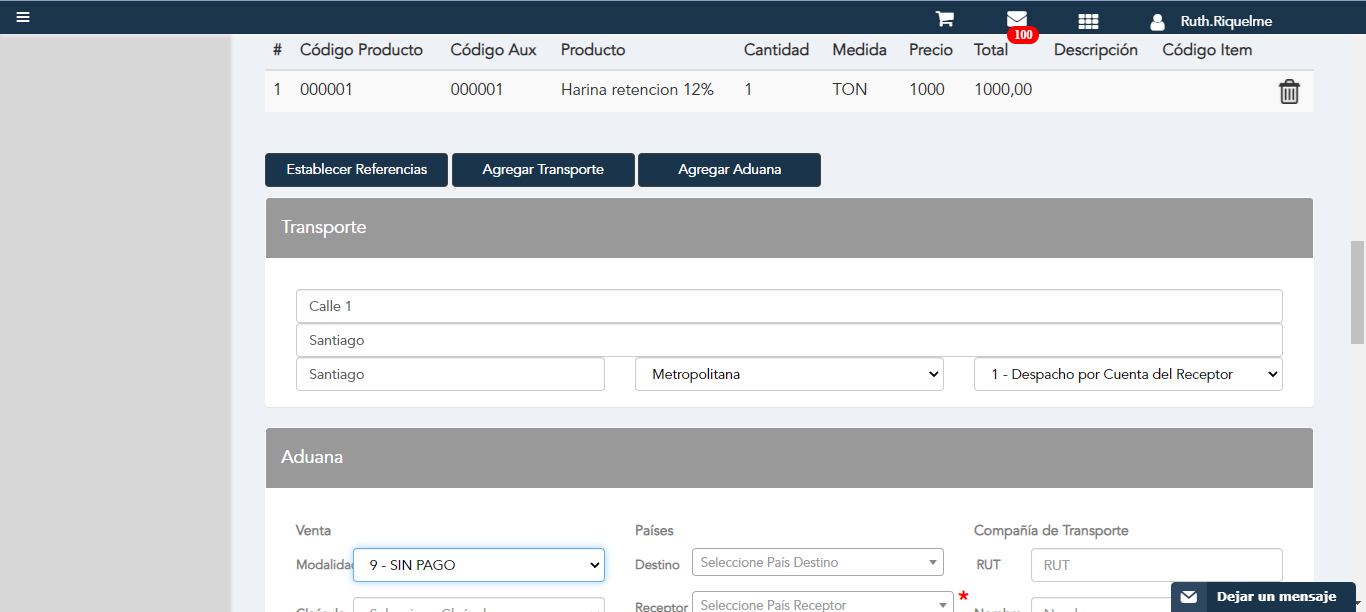 Ruth.Riquelme
100
# Código Producto Código Aux Producto Cantidad Medida Precio Total Descripción Código Item
1 000001 000001 Harina retencion 12% 1 TON 1000 1000,00
Establecer Referencias Agregar Transporte Agregar Aduana
Transporte
Calle 1
Santiago
Santiago Metropolitana 1 - Despacho por Cuenta del Receptor
Aduana
Venta Países Compañía de Transporte
Modalidad 9 - SIN PAGO Destino Seleccione País Destino RUT RUT
Receptor Seleccione País Receptor *
Dejar un mensaje